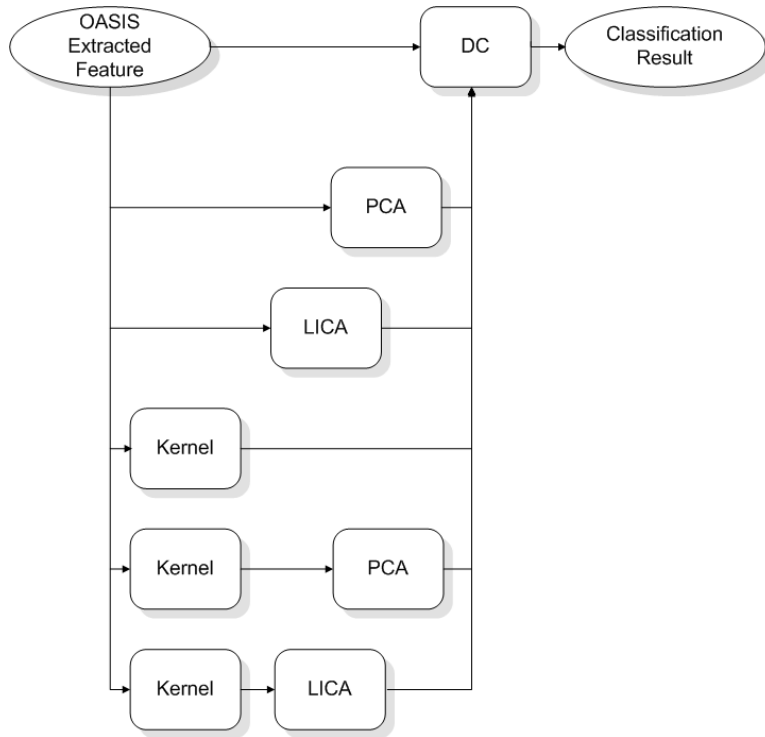 OASIS
Extracted
Feature
DC
Classification
Result
PCA
LICA
Kernel
Kernel
PCA
Kernel
LICA